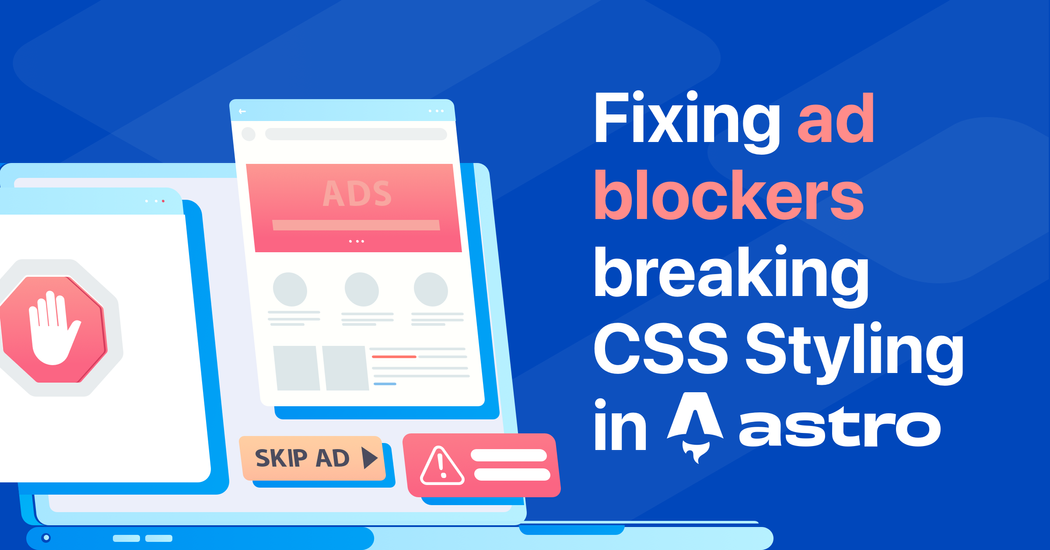 ADS
SKIP AD
Fixing ad
blockers
breaking
CSS Styling
in astro